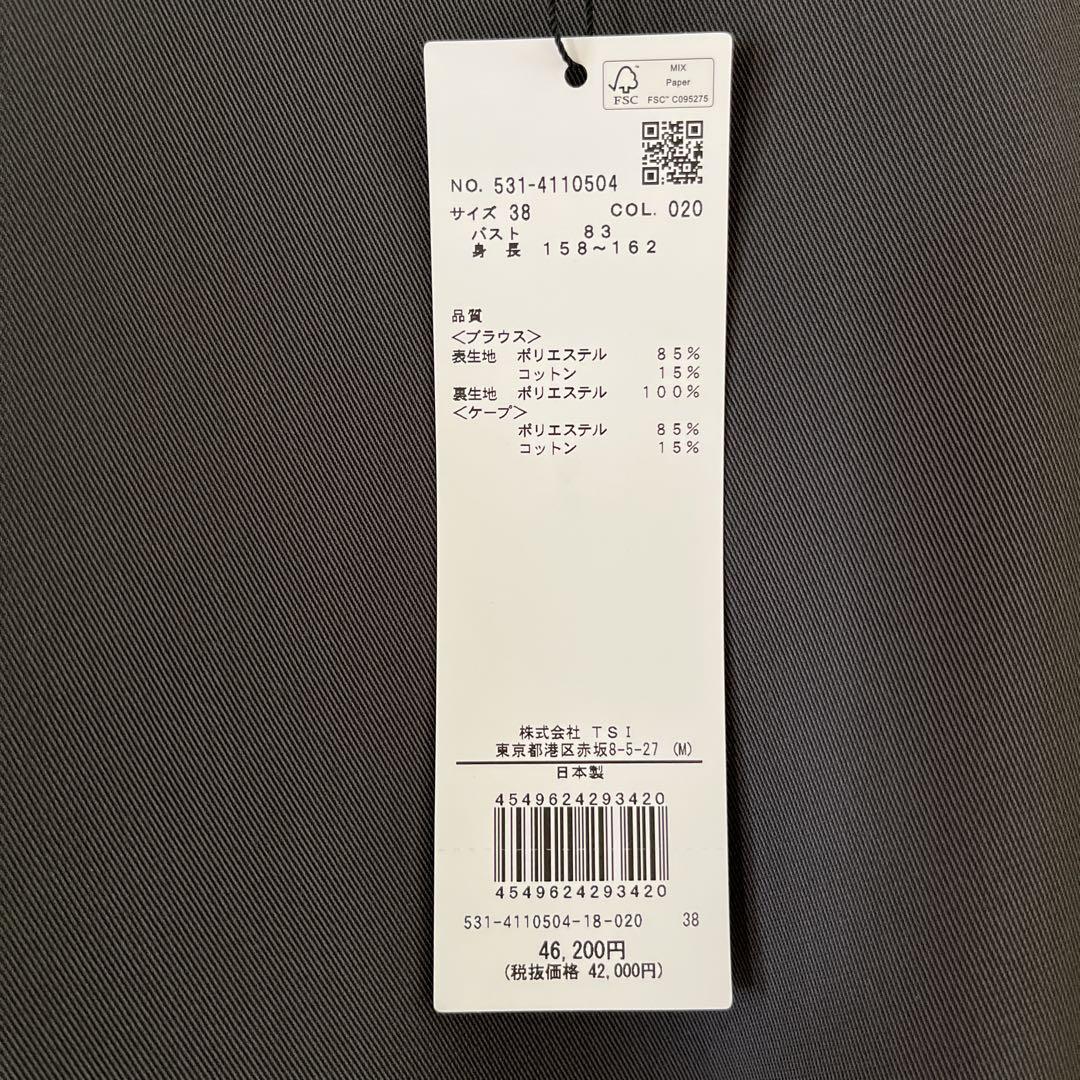 MIX
Paper
FSC™ C095275
FSC
NO. 531-4110504
サイズ 38 COL. 020
バスト 83
身長 158~162
品質
<ブラウス>
表生地 ポリエステル 85%
コットン 15%
裏生地 ポリエステル 100%
<ケープ>
ポリエステル 85%
コットン 15%
株式会社 TSI
東京都港区赤坂8-5-27 (M)
日本製
4549624293420
4549624293420
531-4110504-18-020 38
46,200円
(税抜価格 42,000円)